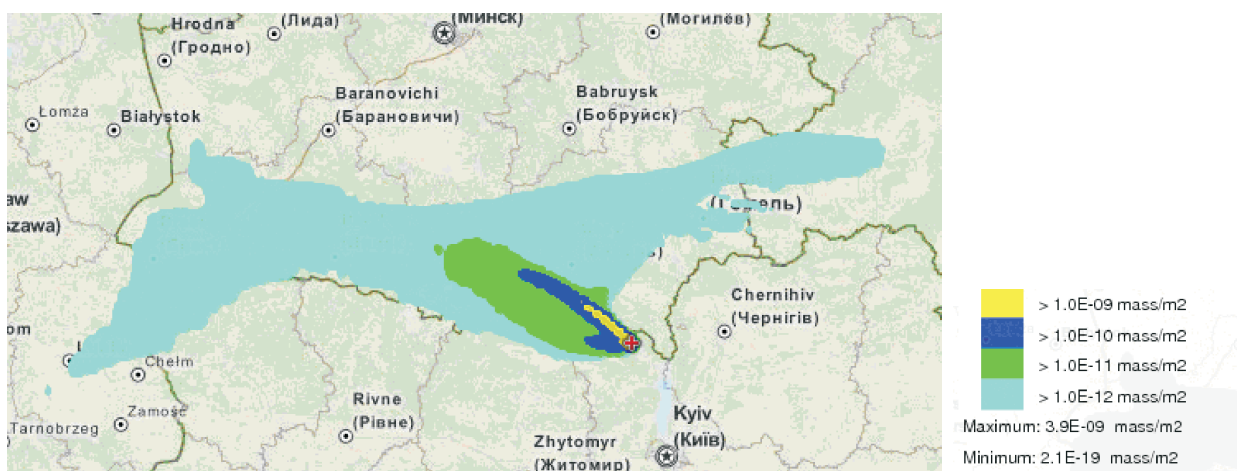 Hrodna
(Гродно)
(Лида)
(Минск)
(Могилёв)
Łomża
Białystok
Baranovichi
(Барановичи)
Babruysk
(Бобруйск)
aw
szawa)
Chernihiv
(Чернігів)
om
Chełm
Zamość
Tarnobrzeg
Rivne
(Рівне)
Zhytomyr
(Житомир)
Kyiv
(Київ)
> 1.0E-09 mass/m2
> 1.0E-10 mass/m2
> 1.0E-11 mass/m2
> 1.0E-12 mass/m2
Maximum: 3.9E-09 mass/m2
Minimum: 2.1E-19 mass/m2